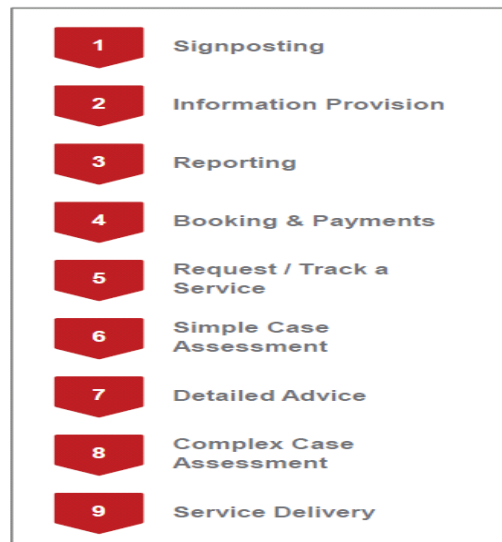 1 Signposting
2 Information Provision
3 Reporting
4 Booking & Payments
5 Request / Track a
Service
6 Simple Case
Assessment
7 Detailed Advice
8 Complex Case
Assessment
9 Service Delivery